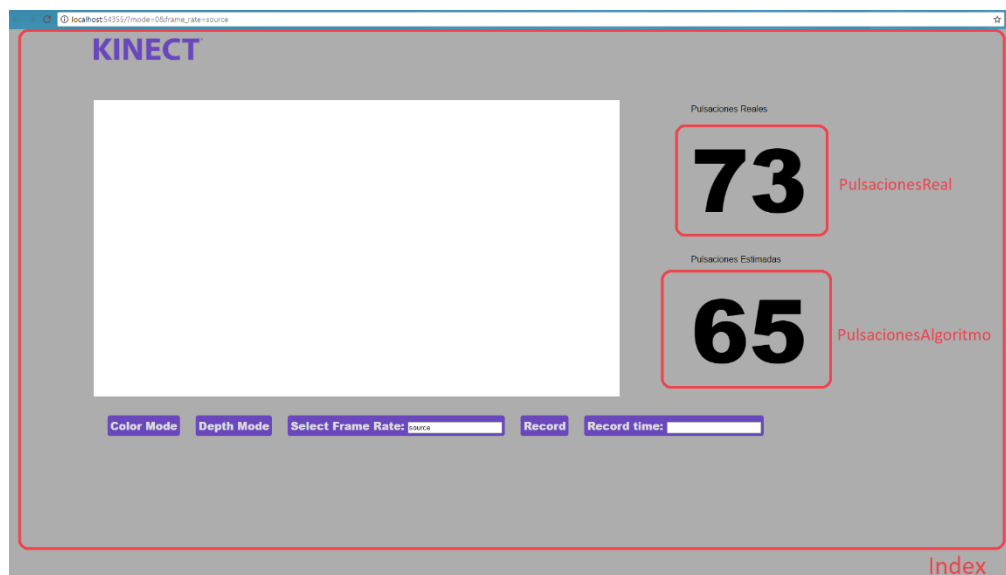 localhost:54355/?mode=0&frame_rate=source
KINECT
Pulsaciones Reales
73
PulsacionesReal
Pulsaciones Estimadas
65
PulsacionesAlgoritmo
Color Mode Depth Mode Select Frame Rate: source Record Record time:
Index